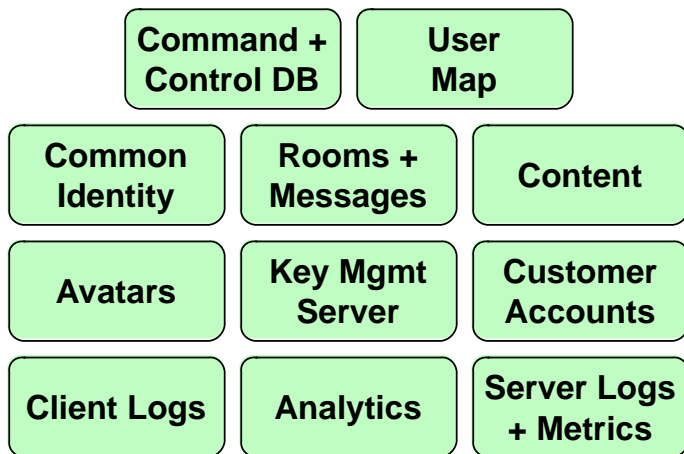 Command +
Control DB
User
Map
Common
Identity
Rooms +
Messages
Content
Avatars
Key Mgmt
Server
Customer
Accounts
Client Logs
Analytics
Server Logs
+ Metrics